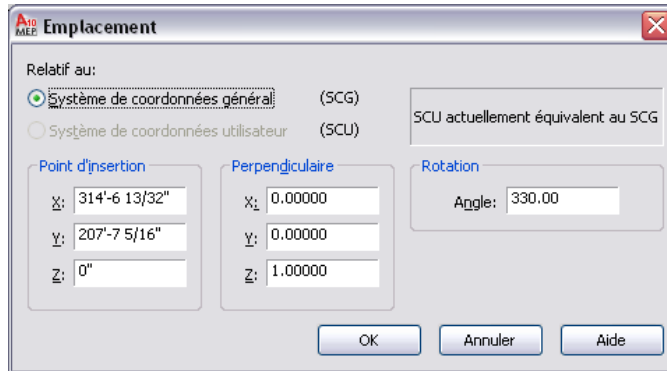 A10 MEP Emplacement
Relatif au:
Système de coordonnées général (SCG)
Système de coordonnées utilisateur (SCU)
SCU actuellement équivalent au SCG
Point d'insertion
X: 314'-6 13/32"
Y: 207'-7 5/16"
Z: 0"
Perpendiculaire
X: 0.00000
Y: 0.00000
Z: 1.00000
Rotation
Angle: 330.00
OK Annuler Aide